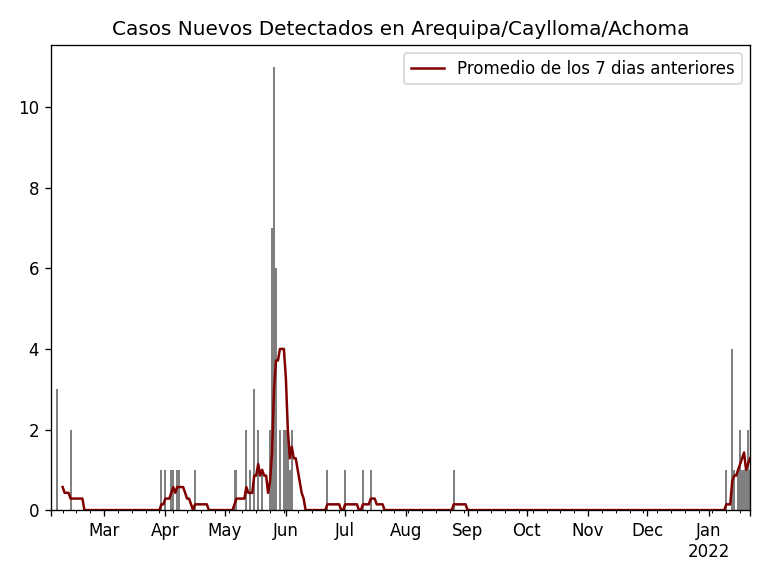 Casos Nuevos Detectados en Arequipa/Caylloma/Achoma
Promedio de los 7 dias anteriores
10
8
6
4
2
0
Mar Apr May Jun Jul Aug Sep Oct Nov Dec Jan
2022